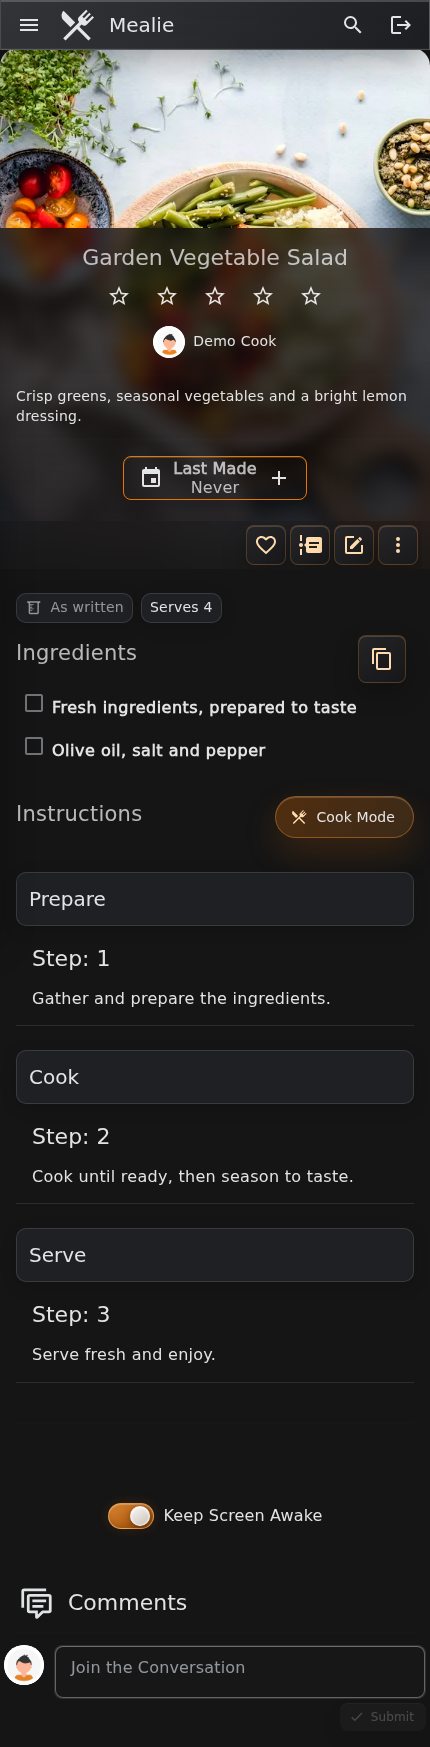 Mealie
Garden Vegetable Salad
Demo Cook
Crisp greens, seasonal vegetables and a bright lemon
dressing.
Last Made
Never
As written
Serves 4
Ingredients
Fresh ingredients, prepared to taste
Olive oil, salt and pepper
Instructions
Cook Mode
Prepare
Step: 1
Gather and prepare the ingredients.
Cook
Step: 2
Cook until ready, then season to taste.
Serve
Step: 3
Serve fresh and enjoy.
Keep Screen Awake
Comments
Join the Conversation
Submit